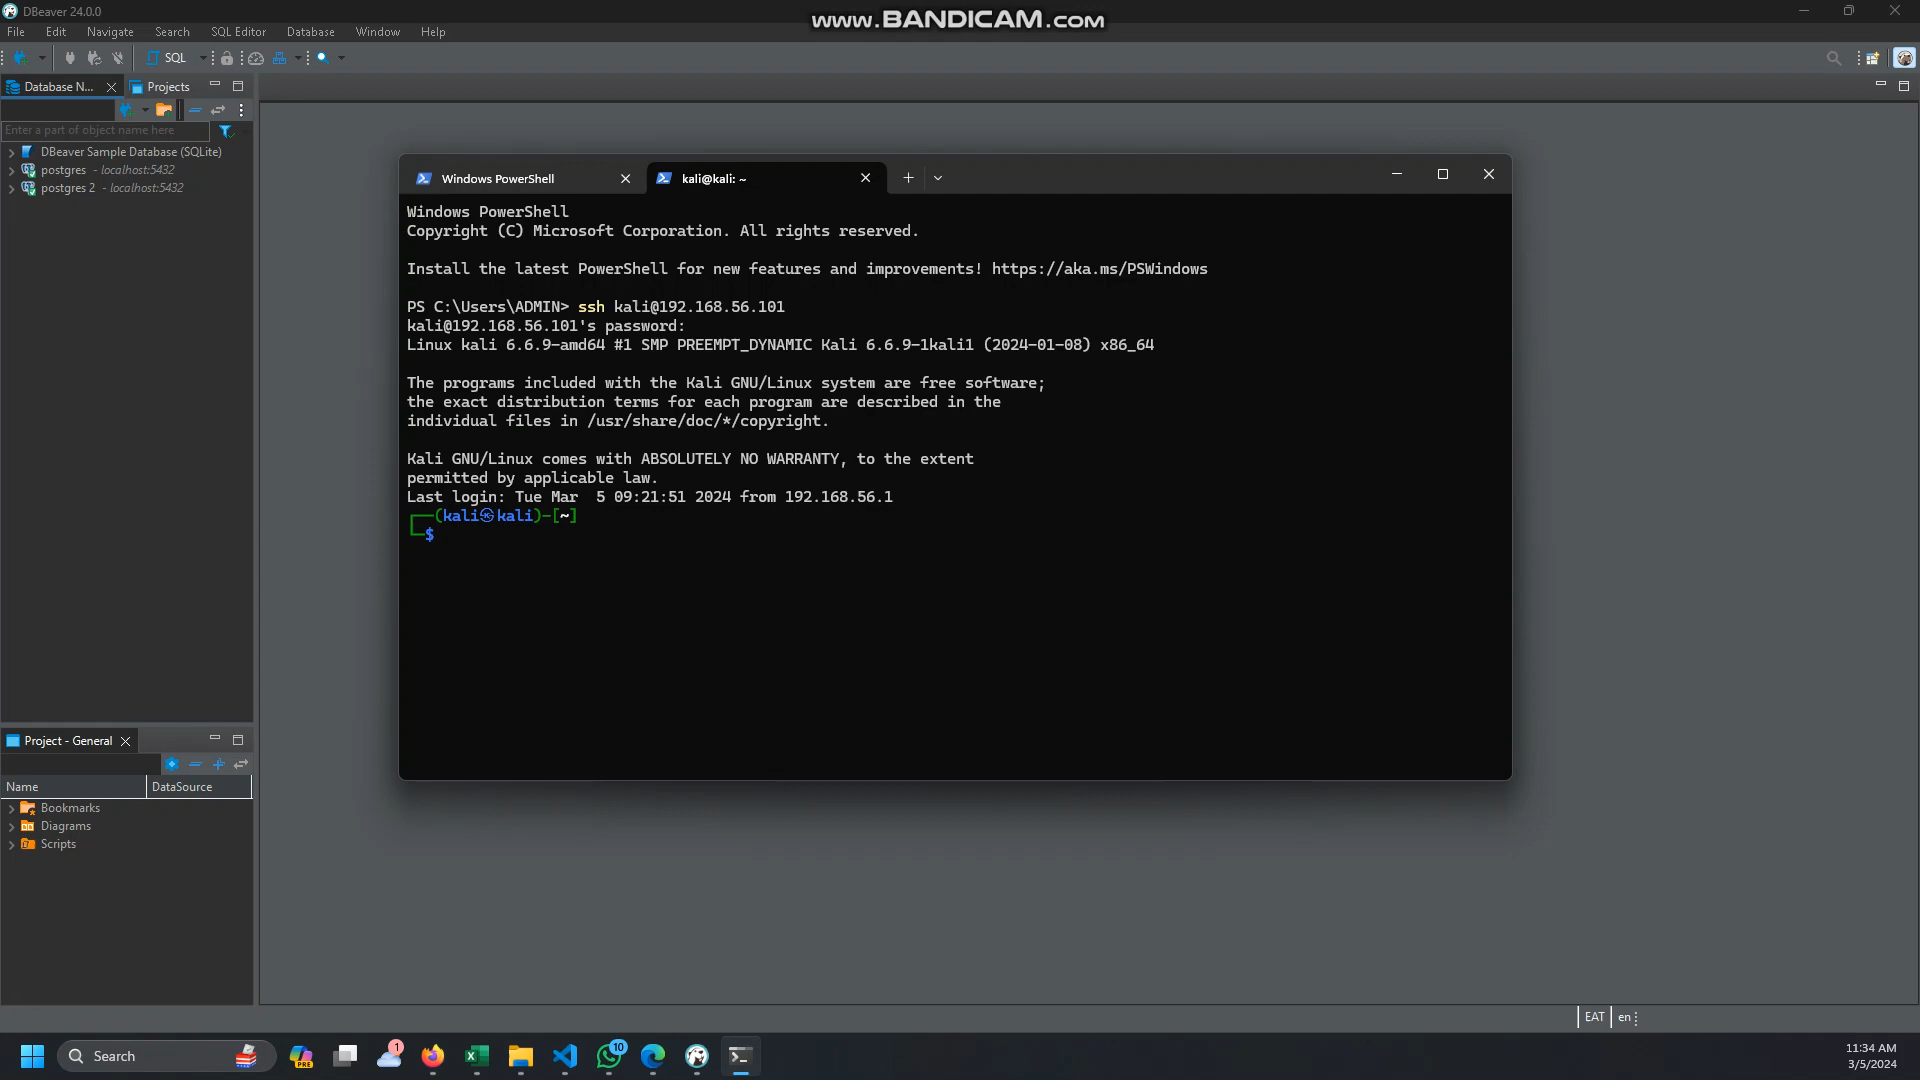 DBeaver 24.0.0
www.BANDICAM.com
File Edit Navigate Search SQL Editor Database Window Help
SQL
Database N... Projects
Enter a part of object name here
DBeaver Sample Database (SQLite)
postgres - localhost:5432
postgres 2 - localhost:5432
Windows PowerShell
kali@kali: ~
Windows PowerShell
Copyright (C) Microsoft Corporation. All rights reserved.
Install the latest PowerShell for new features and improvements! https://aka.ms/PSWindows
PS C:\Users\ADMIN> ssh kali@192.168.56.101
kali@192.168.56.101's password:
Linux kali 6.6.9-amd64 #1 SMP PREEMPT_DYNAMIC Kali 6.6.9-1kali1 (2024-01-08) x86_64
The programs included with the Kali GNU/Linux system are free software;
the exact distribution terms for each program are described in the
individual files in /usr/share/doc/*/copyright.
Kali GNU/Linux comes with ABSOLUTELY NO WARRANTY, to the extent
permitted by applicable law.
Last login: Tue Mar  5 09:21:51 2024 from 192.168.56.1
┌──(kali㉿kali)-[~]
└─$
Project - General
Name DataSource
Bookmarks
Diagrams
Scripts
EAT en
Search
PRE
1
10
11:34 AM
3/5/2024